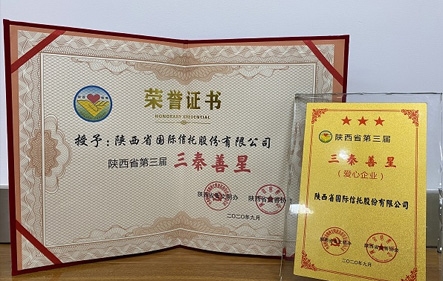 荣誉证书
HONORARY CREDENTIAL
授予：陕西省国际信托股份有限公司
陕西省第三届 三秦善星
二〇二〇年九月
★★★
陕西省第三届
三秦善星
（爱心企业）
陕西省国际信托股份有限公司
二〇二〇年九月